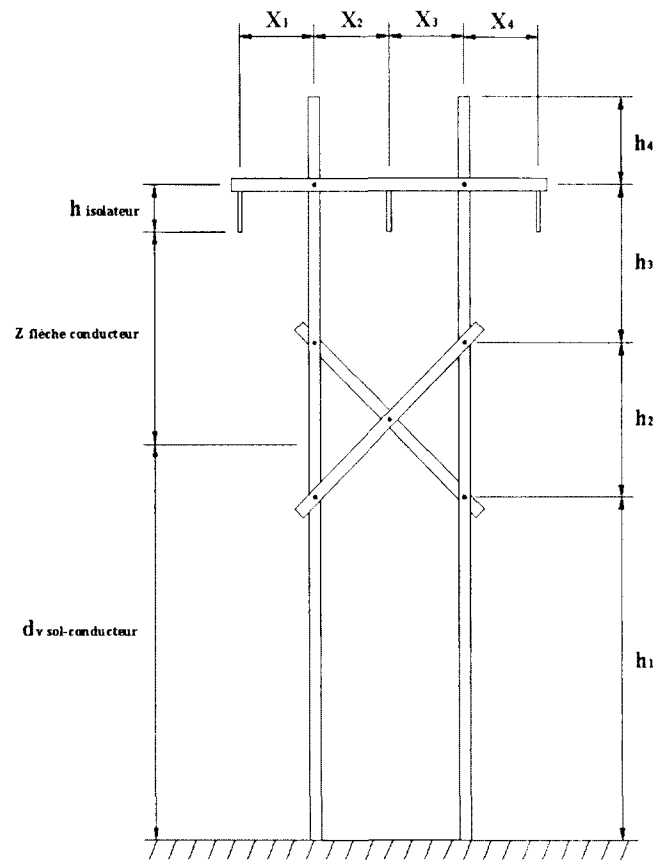 X1 X2 X3 X4
h4
h isolateur
h3
Z flèche conducteur
h2
dv sol-conducteur
h1